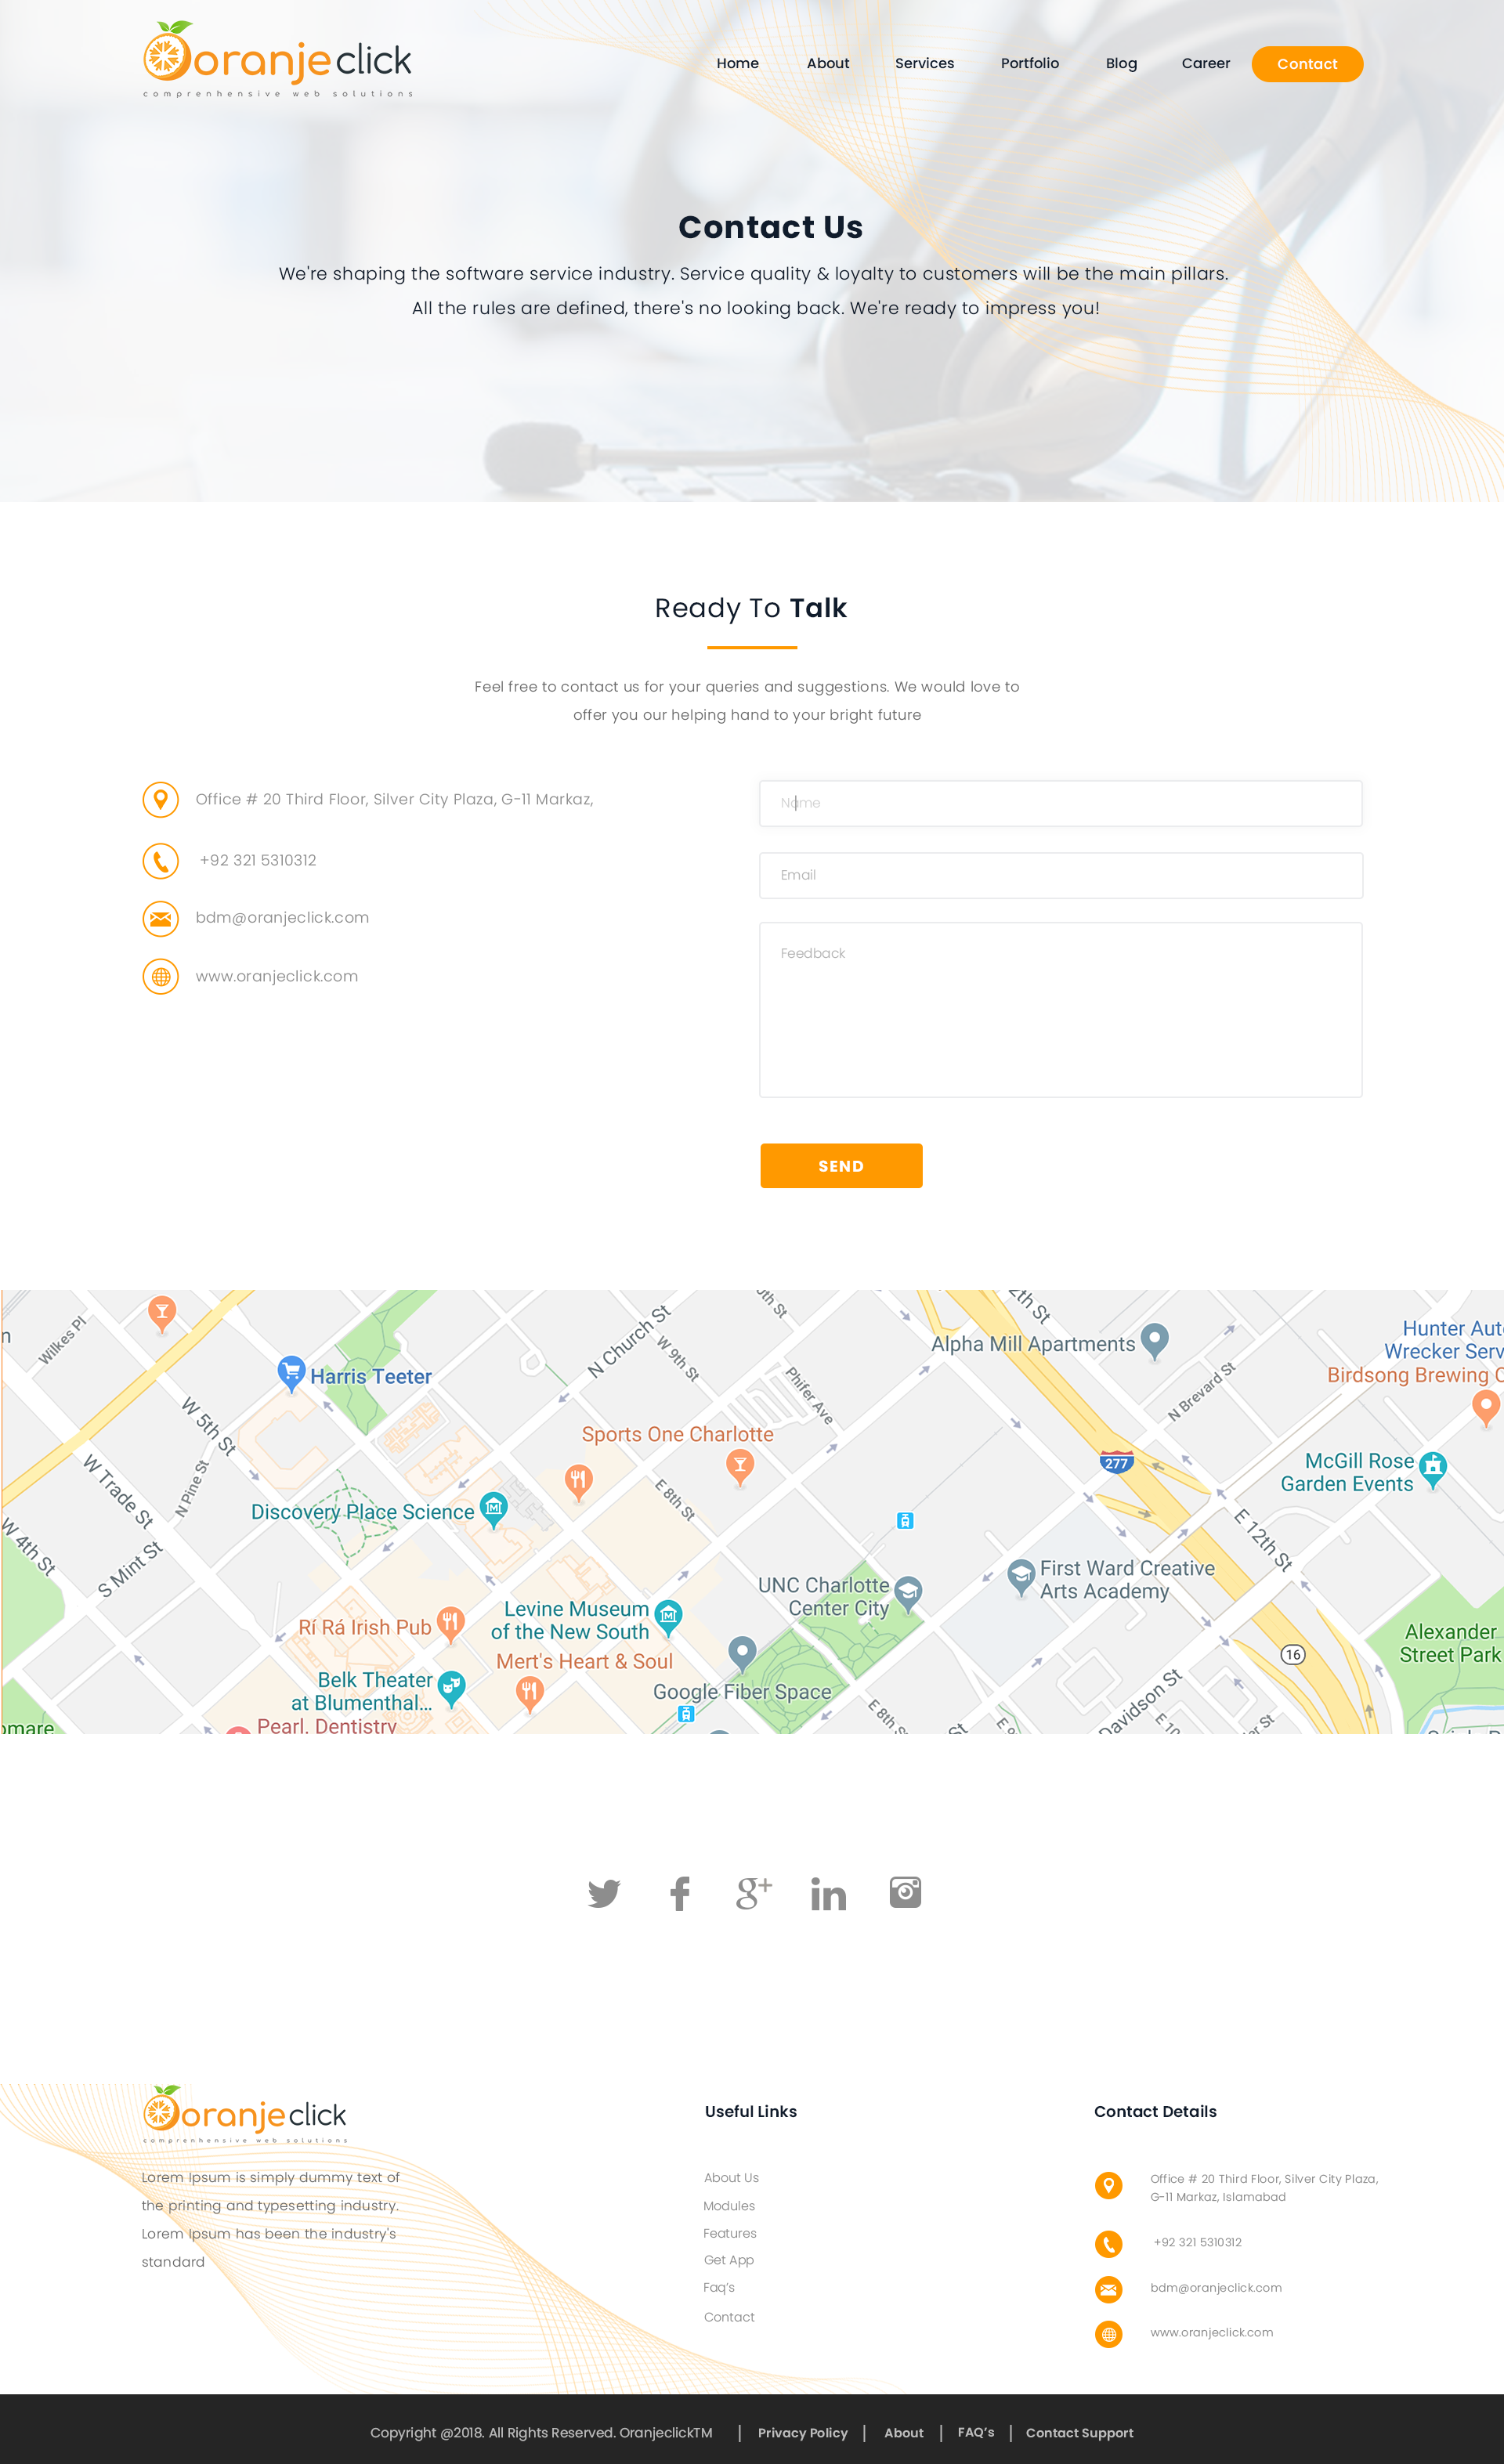 oranjeclick
comprenhensive web solutions
Home About Services Portfolio Blog Career Contact
Contact Us
We're shaping the software service industry. Service quality & loyalty to customers will be the main pillars.
All the rules are defined, there's no looking back. We're ready to impress you!
Ready To Talk
Feel free to contact us for your queries and suggestions. We would love to
offer you our helping hand to your bright future
Office # 20 Third Floor, Silver City Plaza, G-11 Markaz,
+92 321 5310312
bdm@oranjeclick.com
www.oranjeclick.com
Name
Email
Feedback
SEND
Wilkes Pl
Harris Teeter
N Church St
W 9th St
Phifer Ave
Alpha Mill Apartments
N Brevard St
Hunter Auto
Wrecker Serv
Birdsong Brewing C
W 5th St
W Trade St
N Pine St
Sports One Charlotte
277
McGill Rose
Garden Events
Discovery Place Science
E 8th St
E 12th St
W 4th St
S Mint St
UNC Charlotte
Center City
First Ward Creative
Arts Academy
Rí Rá Irish Pub
Levine Museum
of the New South
Mert's Heart & Soul
Google Fiber Space
16
Alexander
Street Park
Belk Theater
at Blumenthal...
Pearl. Dentistry
omare
E 8th St
Davidson St
g+
in
oranjeclick
comprehensive web solutions
Lorem Ipsum is simply dummy text of
the printing and typesetting industry.
Lorem Ipsum has been the industry's
standard
Useful Links
About Us
Modules
Features
Get App
Faq's
Contact
Contact Details
Office # 20 Third Floor, Silver City Plaza,
G-11 Markaz, Islamabad
+92 321 5310312
bdm@oranjeclick.com
www.oranjeclick.com
Copyright @2018. All Rights Reserved. OranjeclickTM | Privacy Policy | About | FAQ's | Contact Support